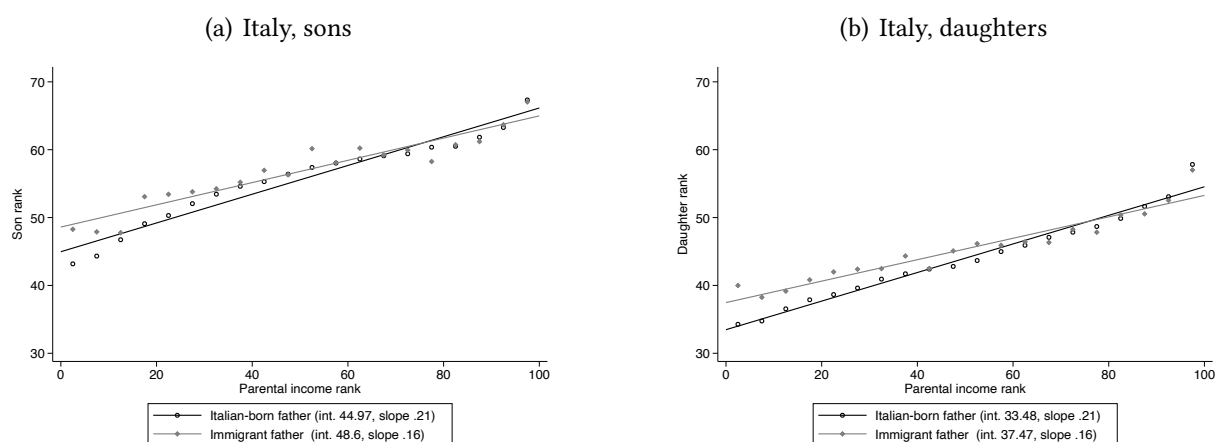 (a) Italy, sons
70
60
50
40
30
Son rank
0 20 40 60 80 100
Parental income rank
Italian-born father (int. 44.97, slope .21)
Immigrant father (int. 48.6, slope .16)
(b) Italy, daughters
70
60
50
40
30
Daughter rank
0 20 40 60 80 100
Parental income rank
Italian-born father (int. 33.48, slope .21)
Immigrant father (int. 37.47, slope .16)